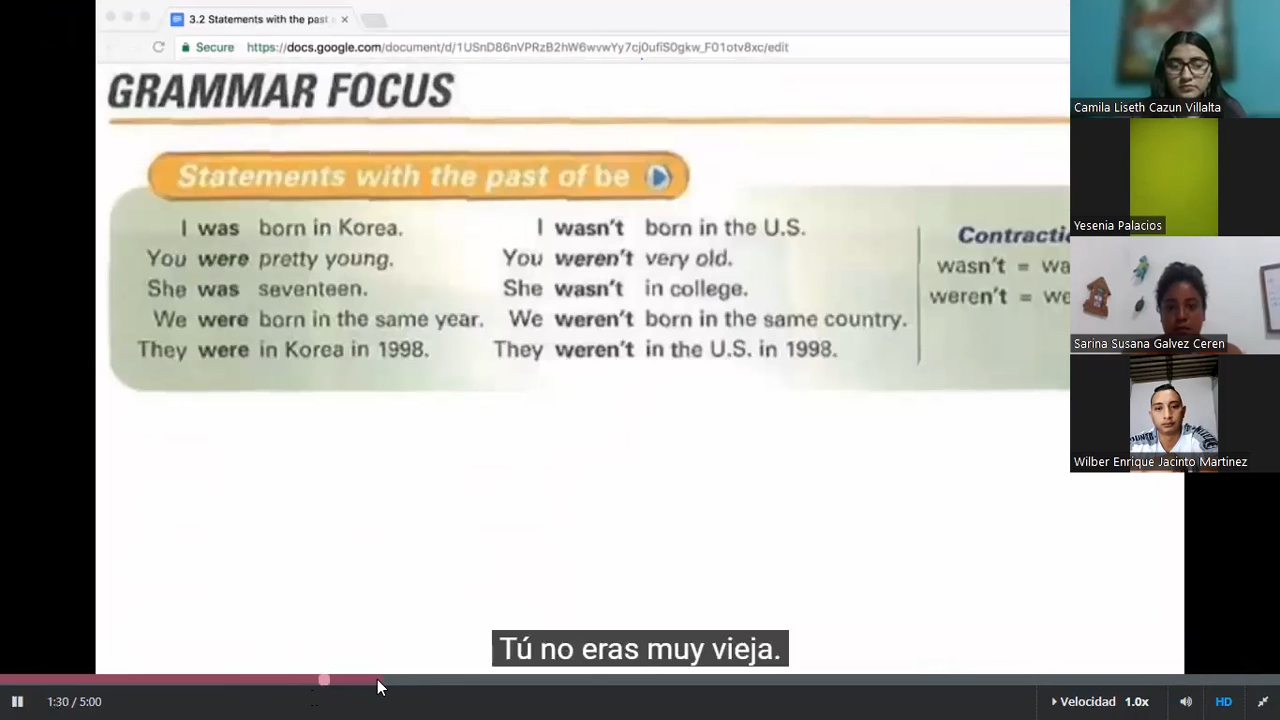 3.2 Statements with the past
Secure https://docs.google.com/document/d/1USnD86nVPRzB2hW6wvwYy7cj0ufiS0gkw_F01otv8xc/edit
GRAMMAR FOCUS
Statements with the past of be
I was born in Korea. I wasn't born in the U.S.
You were pretty young. You weren't very old.
She was seventeen. She wasn't in college.
We were born in the same year. We weren't born in the same country.
They were in Korea in 1998. They weren't in the U.S. in 1998.
Contractio
wasn't = wa
weren't = we
Camila Liseth Cazun Villalta
Yesenia Palacios
Sarina Susana Galvez Ceren
Wilber Enrique Jacinto Martinez
Tú no eras muy vieja.
1:30 / 5:00
Velocidad 1.0x
HD